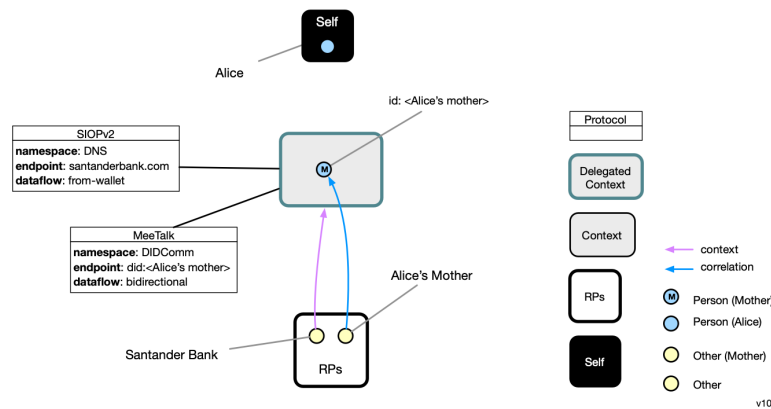 Self
Alice
id: <Alice's mother>
SIOPv2
namespace: DNS
endpoint: santanderbank.com
dataflow: from-wallet
M
MeeTalk
namespace: DIDComm
endpoint: did:<Alice's mother>
dataflow: bidirectional
Alice's Mother
Santander Bank
RPs
Protocol
Delegated
Context
Context
context
correlation
RPs
M
Person (Mother)
Person (Alice)
Self
Other (Mother)
Other
v10